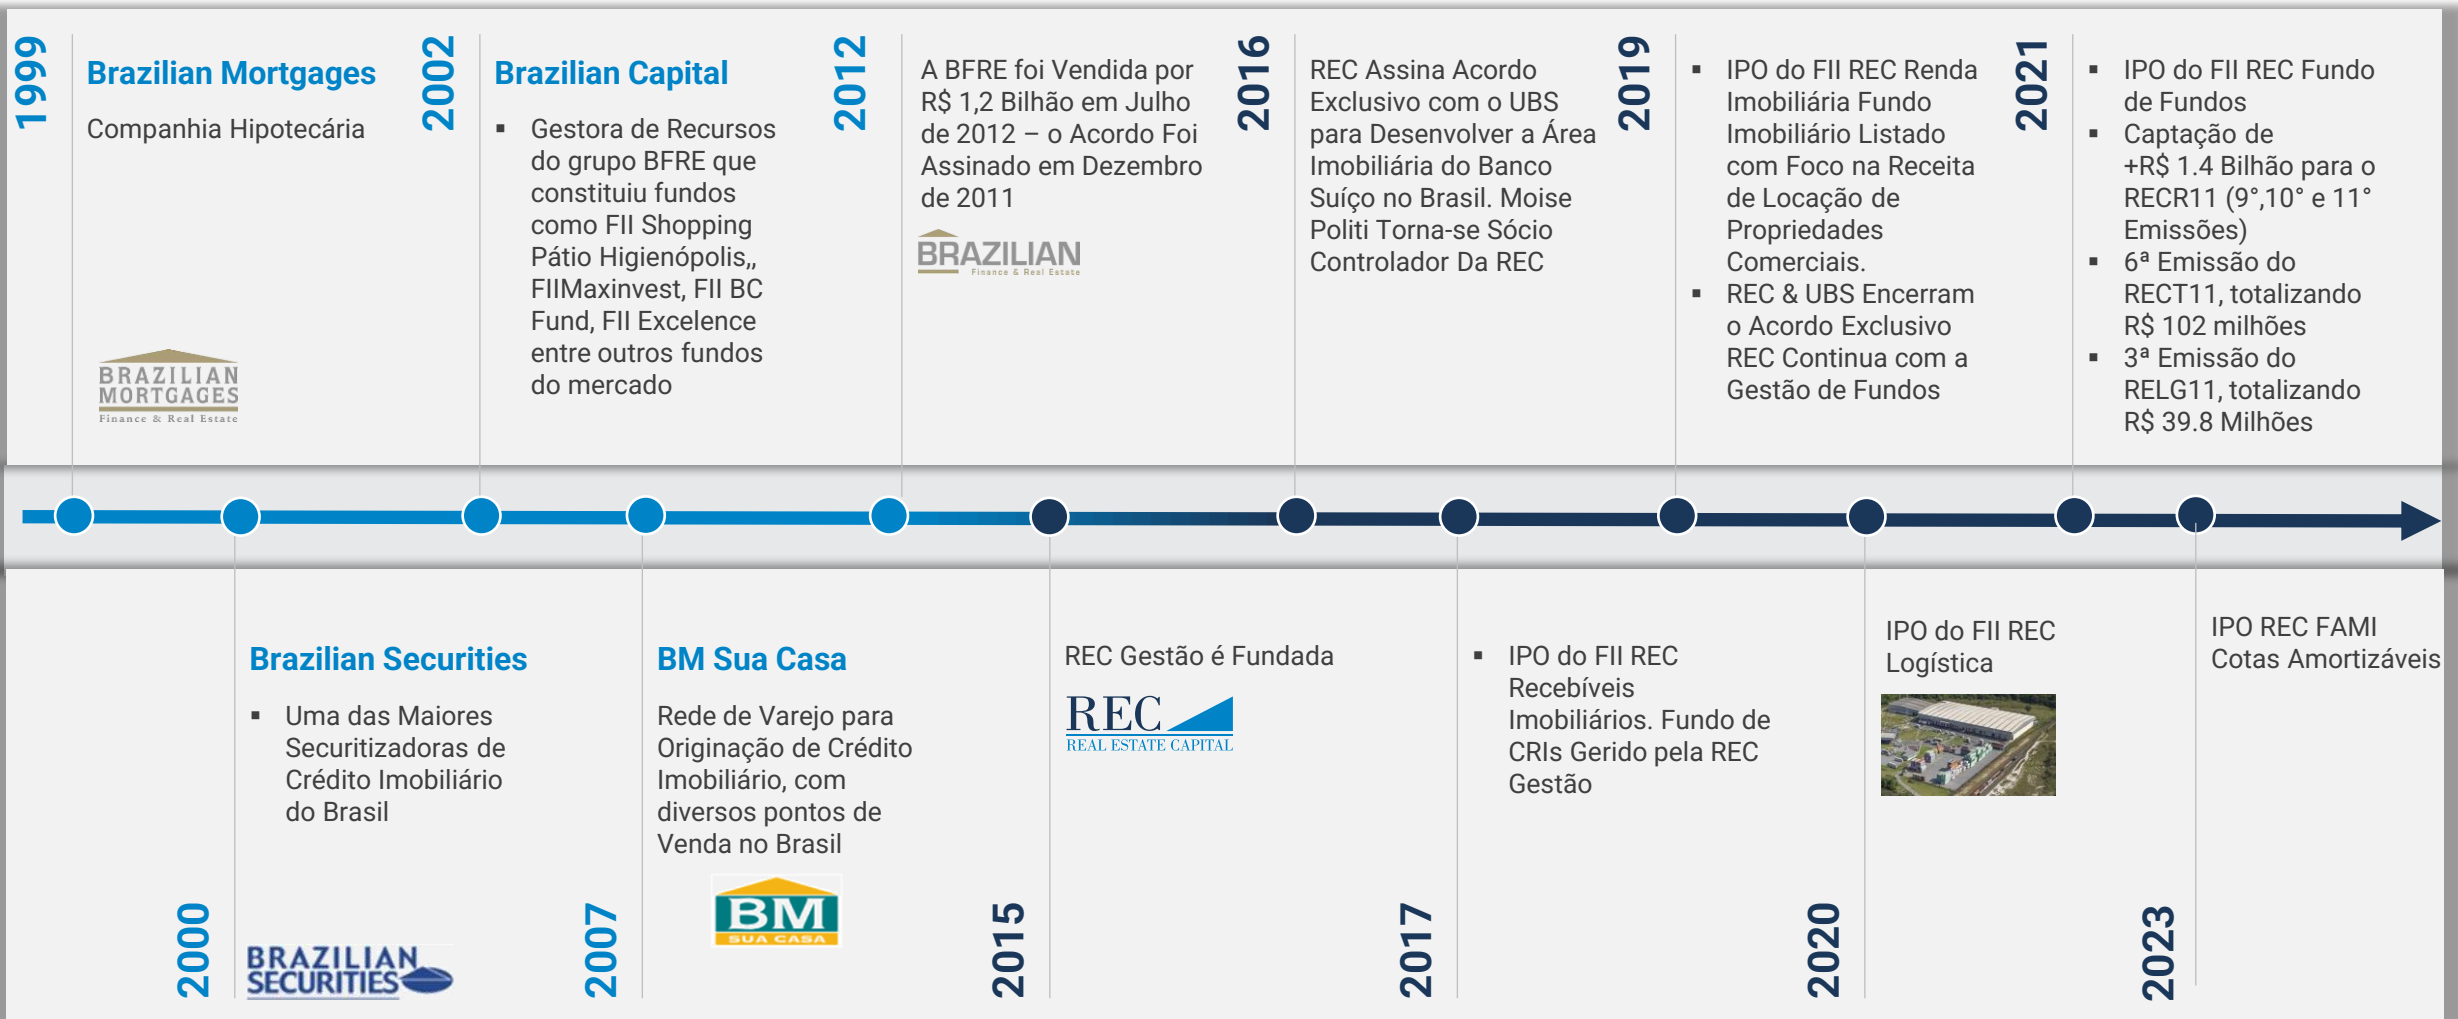 1999
Brazilian Mortgages
Companhia Hipotecária
BRAZILIAN
MORTGAGES
Finance & Real Estate
2002
Brazilian Capital
▪ Gestora de Recursos
do grupo BFRE que
constituiu fundos
como FII Shopping
Pátio Higienópolis,,
FIIMaxinvest, FII BC
Fund, FII Excelence
entre outros fundos
do mercado
2012
A BFRE foi Vendida por
R$ 1,2 Bilhão em Julho
de 2012 – o Acordo Foi
Assinado em Dezembro
de 2011
BRAZILIAN
Finance & Real Estate
2016
REC Assina Acordo
Exclusivo com o UBS
para Desenvolver a Área
Imobiliária do Banco
Suíço no Brasil. Moise
Politi Torna-se Sócio
Controlador Da REC
2019
▪ IPO do FII REC Renda
Imobiliária Fundo
Imobiliário Listado
com Foco na Receita
de Locação de
Propriedades
Comerciais.
▪ REC & UBS Encerram
o Acordo Exclusivo
REC Continua com a
Gestão de Fundos
2021
▪ IPO do FII REC Fundo
de Fundos
▪ Captação de
+R$ 1.4 Bilhão para o
RECR11 (9°,10° e 11°
Emissões)
▪ 6ª Emissão do
RECT11, totalizando
R$ 102 milhões
▪ 3ª Emissão do
RELG11, totalizando
R$ 39.8 Milhões
2000
Brazilian Securities
▪ Uma das Maiores
Securitizadoras de
Crédito Imobiliário
do Brasil
BRAZILIAN
SECURITIES
2007
BM Sua Casa
Rede de Varejo para
Originação de Crédito
Imobiliário, com
diversos pontos de
Venda no Brasil
BM
SUA CASA
2015
REC Gestão é Fundada
REC
REAL ESTATE CAPITAL
2017
▪ IPO do FII REC
Recebíveis
Imobiliários. Fundo de
CRIs Gerido pela REC
Gestão
2020
IPO do FII REC
Logística
2023
IPO REC FAMI
Cotas Amortizáveis